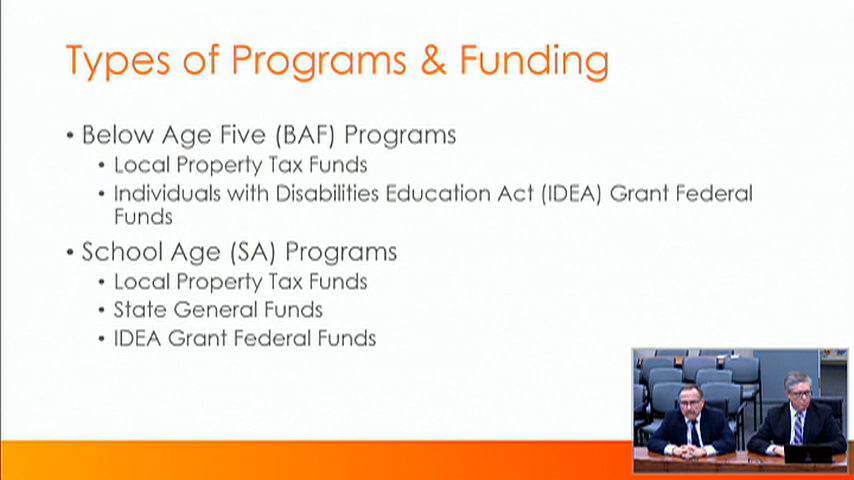 Types of Programs & Funding
• Below Age Five (BAF) Programs
• Local Property Tax Funds
• Individuals with Disabilities Education Act (IDEA) Grant Federal
Funds
• School Age (SA) Programs
• Local Property Tax Funds
• State General Funds
• IDEA Grant Federal Funds